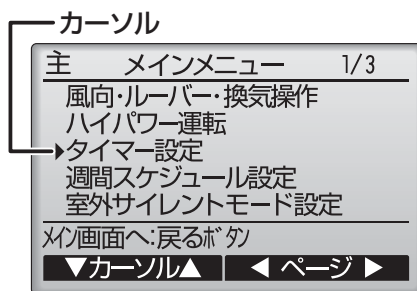 カーソル
主 メインメニュー 1/3
風向･ルーバー･換気操作
ハイパワー運転
▶タイマー設定
週間スケジュール設定
室外サイレントモード設定
メイン画面へ:戻るボタン
▼カーソル▲ ◀ ページ ▶